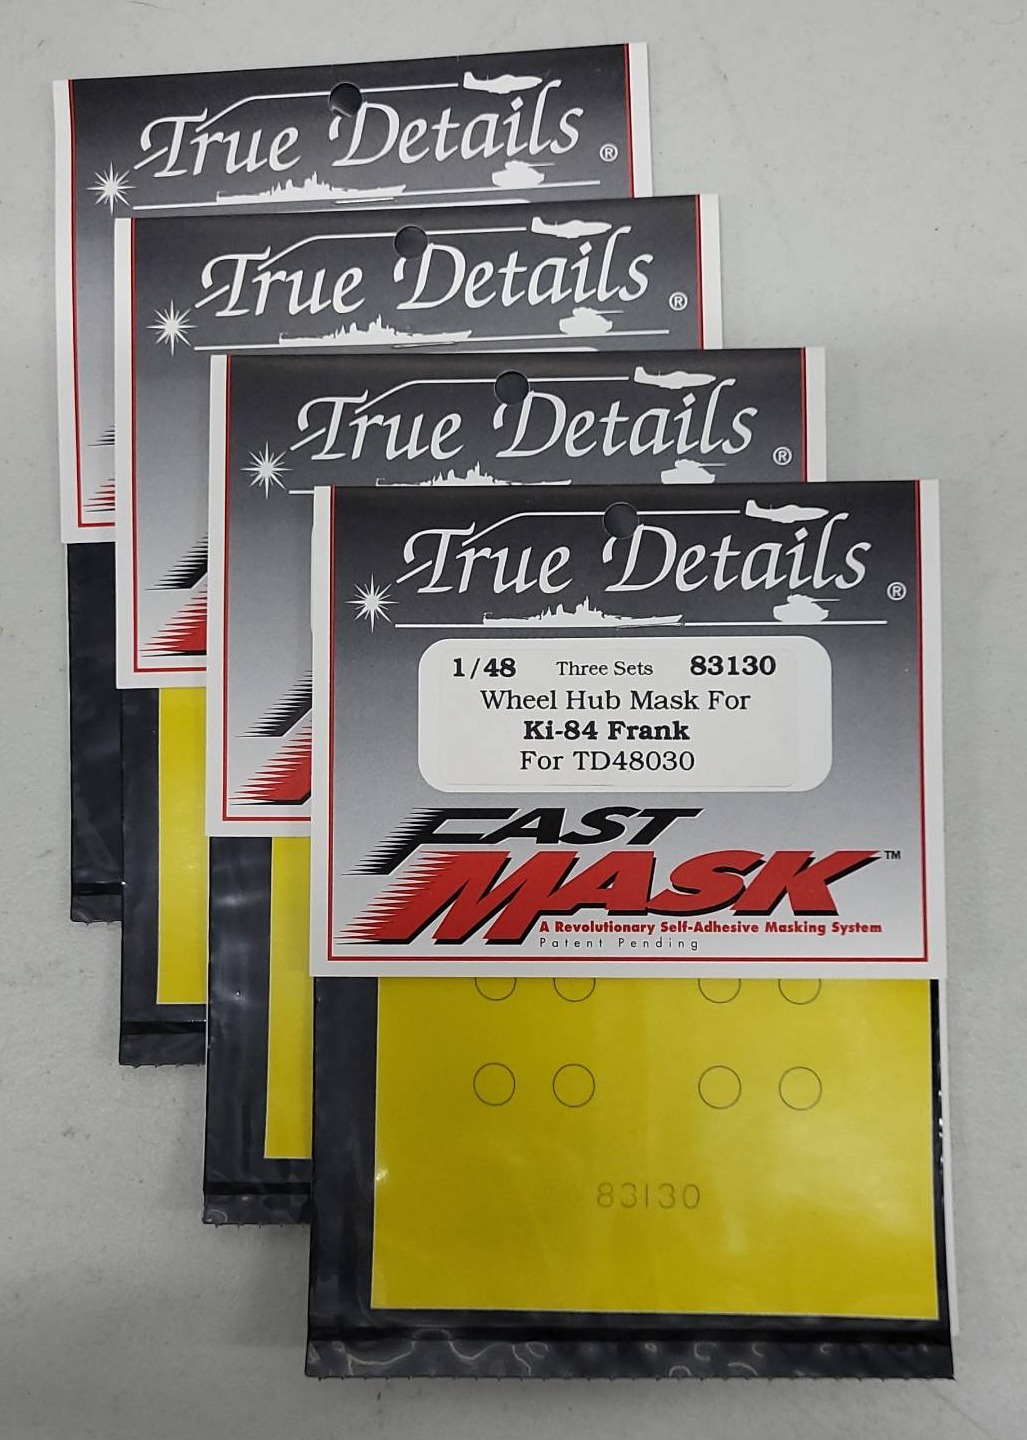 True Details ®
True Details ®
True Details ®
True Details ®
1/48 Three Sets 83130
Wheel Hub Mask For
Ki-84 Frank
For TD48030
FAST
MASK ™
A Revolutionary Self-Adhesive Masking System
Patent Pending
83130